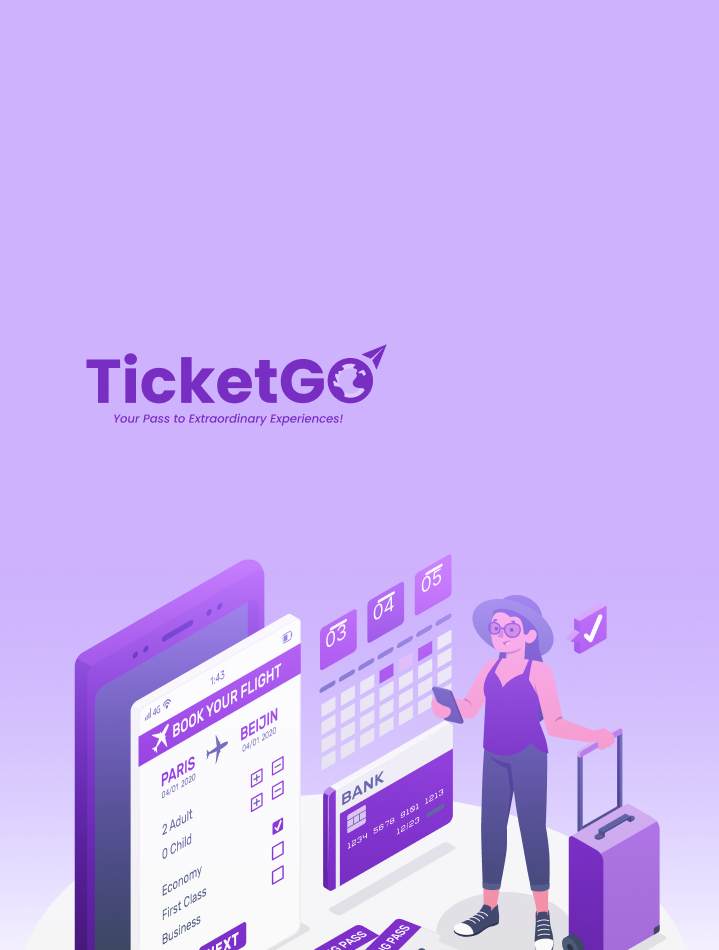 TicketGO
Your Pass to Extraordinary Experiences!
03
04
05
4G
1:43
BOOK YOUR FLIGHT
PARIS
04/01 2020
BEIJIN
04/01 2020
2 Adult
0 Child
Economy
First Class
Business
NEXT
BANK
1234 5678 9101 1213
12/23
PASS
PASS